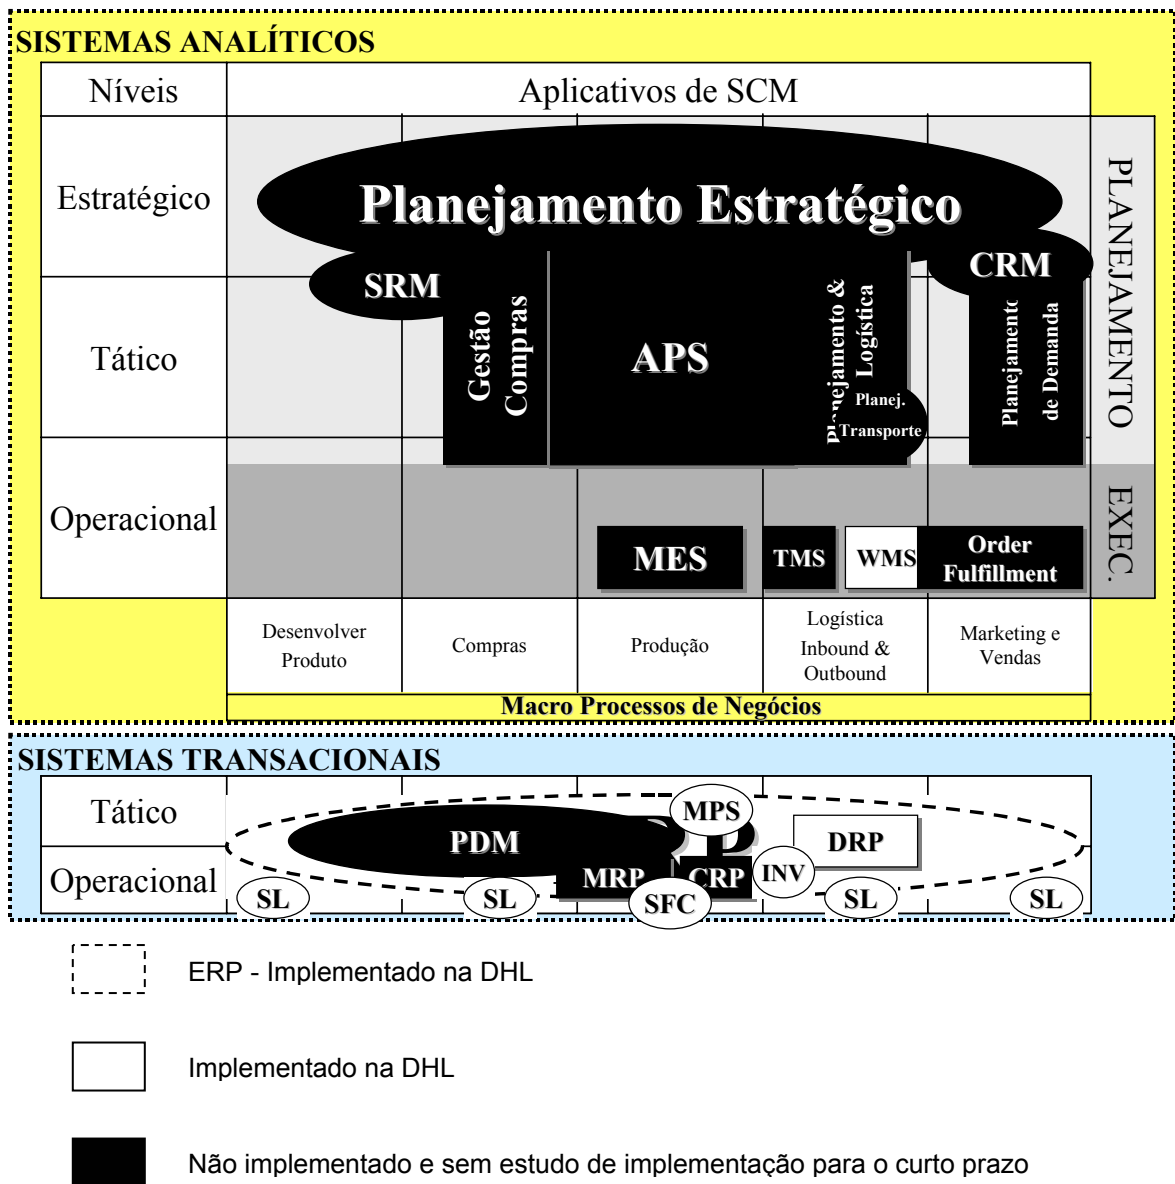 SISTEMAS ANALÍTICOS
Níveis
Aplicativos de SCM
Estratégico
Planejamento Estratégico
SRM
CRM
Tático
Gestão
Compras
APS
Planejamento &
Logística
Planej.
Transporte
Planejamento
de Demanda
PLANEJAMENTO
Operacional
MES
TMS
WMS
Order
Fulfillment
EXEC.
Desenvolver
Produto
Compras
Produção
Logística
Inbound &
Outbound
Marketing e
Vendas
Macro Processos de Negócios
SISTEMAS TRANSACIONAIS
Tático
MPS
PDM
DRP
Operacional
MRP
CRP
INV
SL
SL
SFC
SL
SL
ERP - Implementado na DHL
Implementado na DHL
Não implementado e sem estudo de implementação para o curto prazo